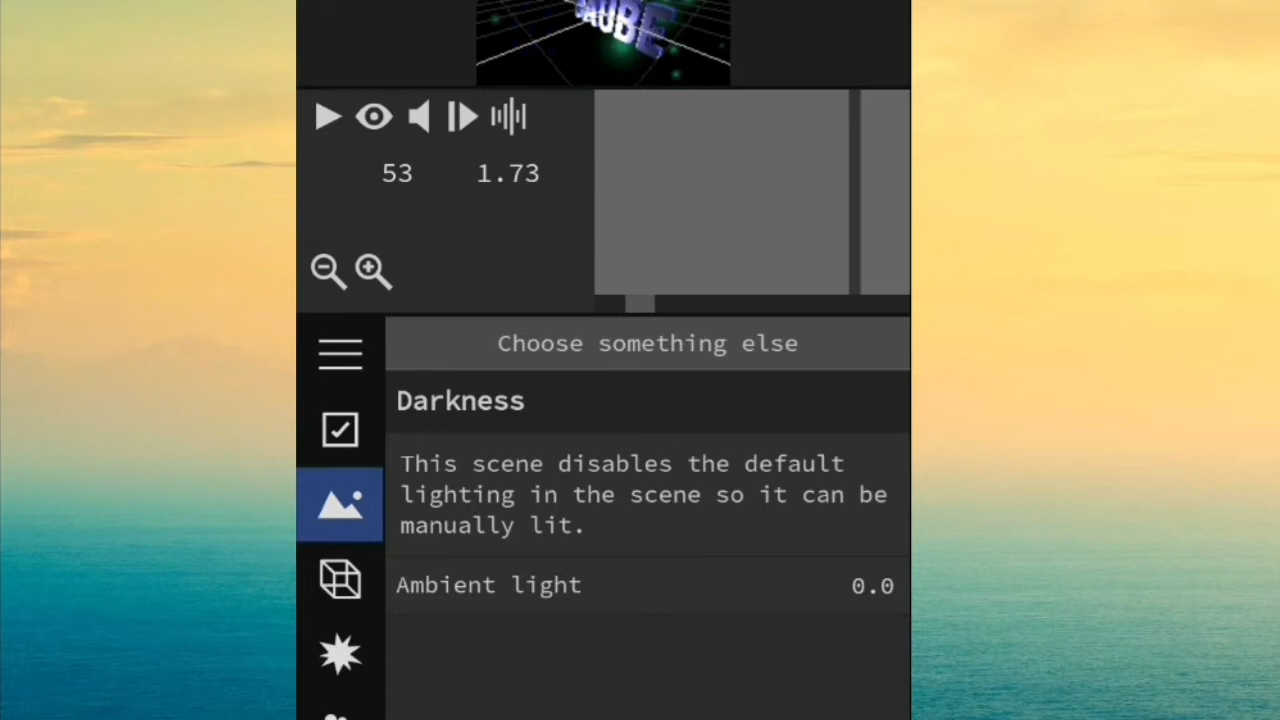 53 1.73
Choose something else
Darkness
This scene disables the default
lighting in the scene so it can be
manually lit.
Ambient light 0.0